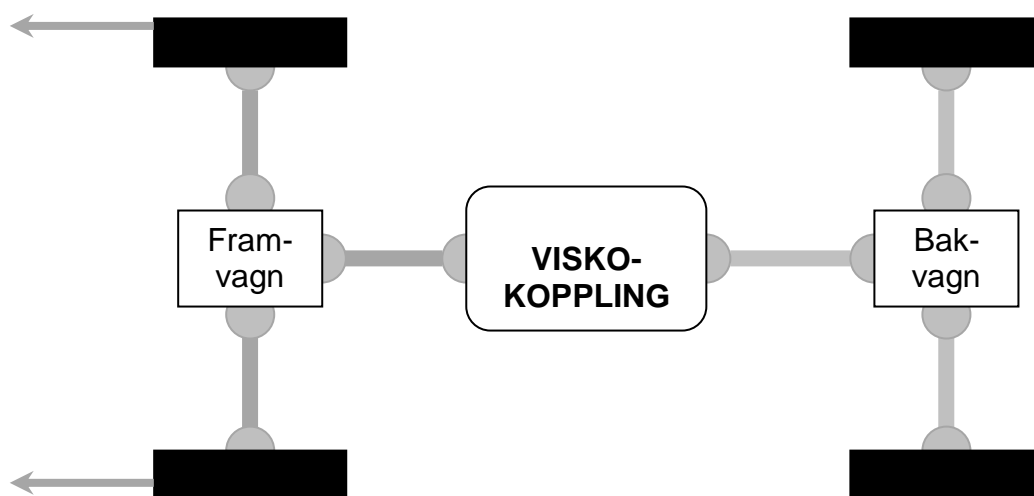 Fram-
vagn
VISKO-
KOPPLING
Bak-
vagn